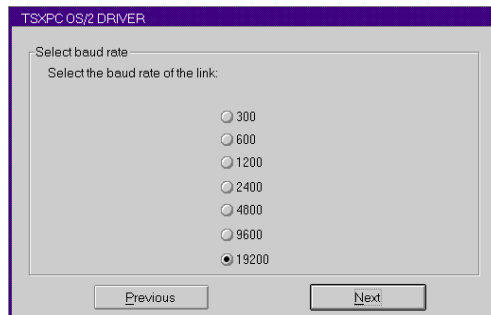 TSXPC OS/2 DRIVER
Select baud rate
Select the baud rate of the link:
300
600
1200
2400
4800
9600
19200
Previous
Next